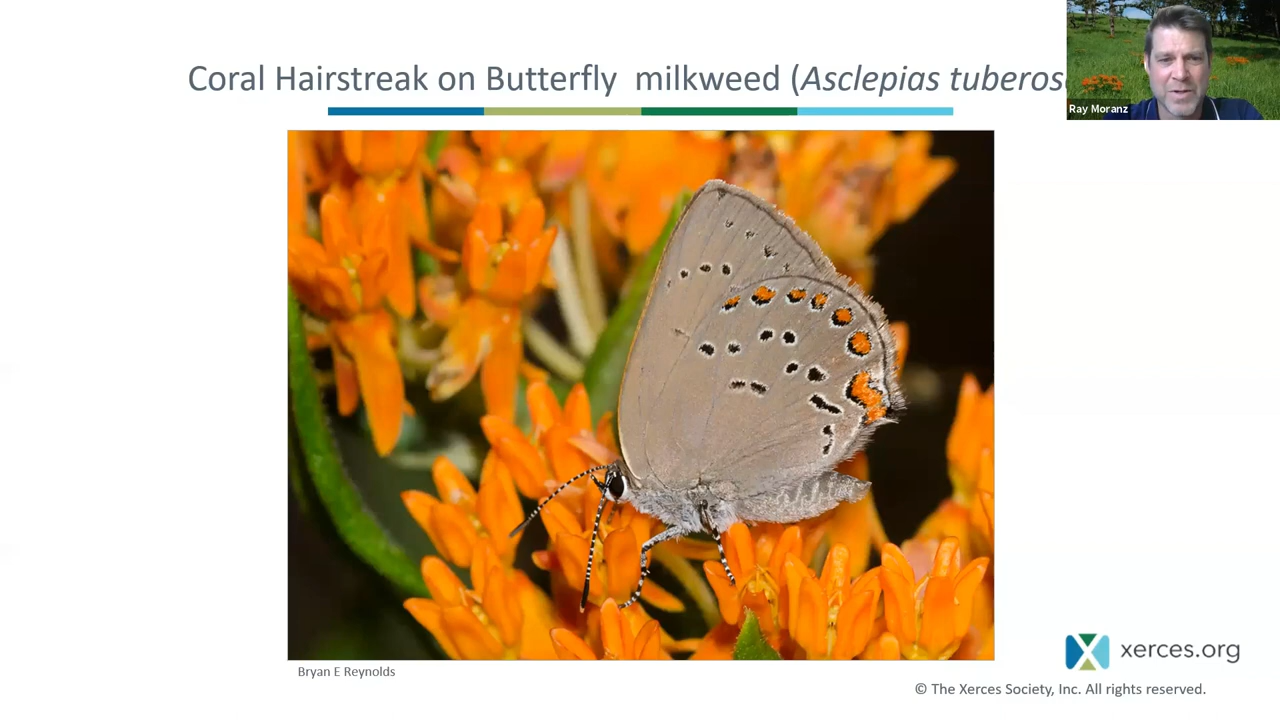 Coral Hairstreak on Butterfly milkweed (Asclepias tuberos
Ray Moranz
Bryan E Reynolds
xerces.org
© The Xerces Society, Inc. All rights reserved.